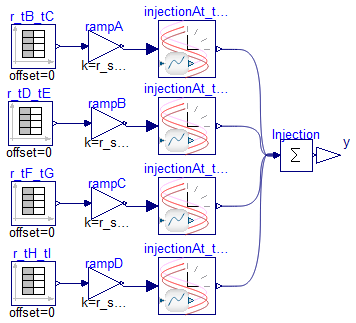 r_tB_tC rampA injectionAt_t...
offset=0 k=r_s...
r_tD_tE rampB injectionAt_t...
offset=0 k=r_s...
Injection
Σ
y
r_tF_tG rampC injectionAt_t...
offset=0 k=r_s...
r_tH_tI rampD injectionAt_t...
offset=0 k=r_s...